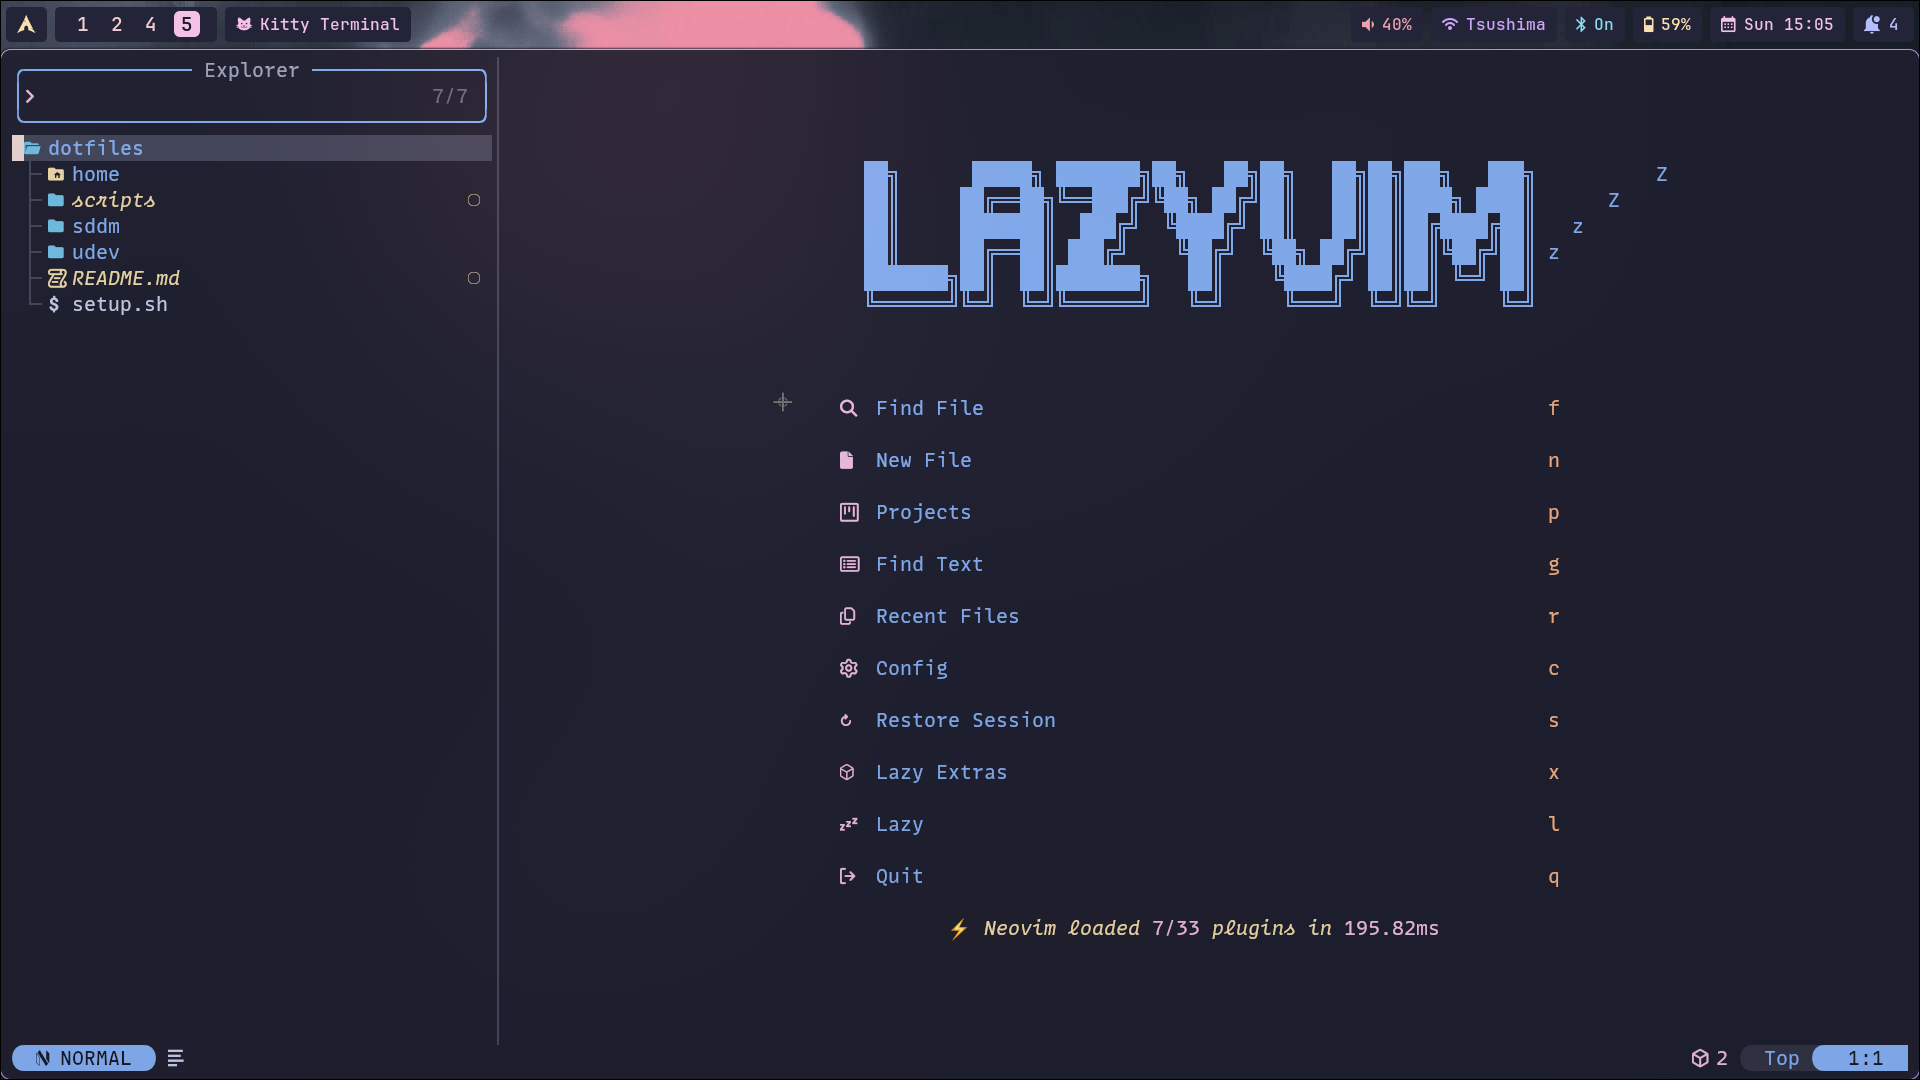 1 2 4 5 Kitty Terminal 40% Tsushima On 59% Sun 15:05 4
Explorer
> 7/7
dotfiles
home
scripts
sddm
udev
README.md
$ setup.sh
LAZYVIM
Z
Z
z
z
Find File f
New File n
Projects p
Find Text g
Recent Files r
Config c
Restore Session s
Lazy Extras x
zzz Lazy l
Quit q
⚡ Neovim loaded 7/33 plugins in 195.82ms
NORMAL 2 Top 1:1